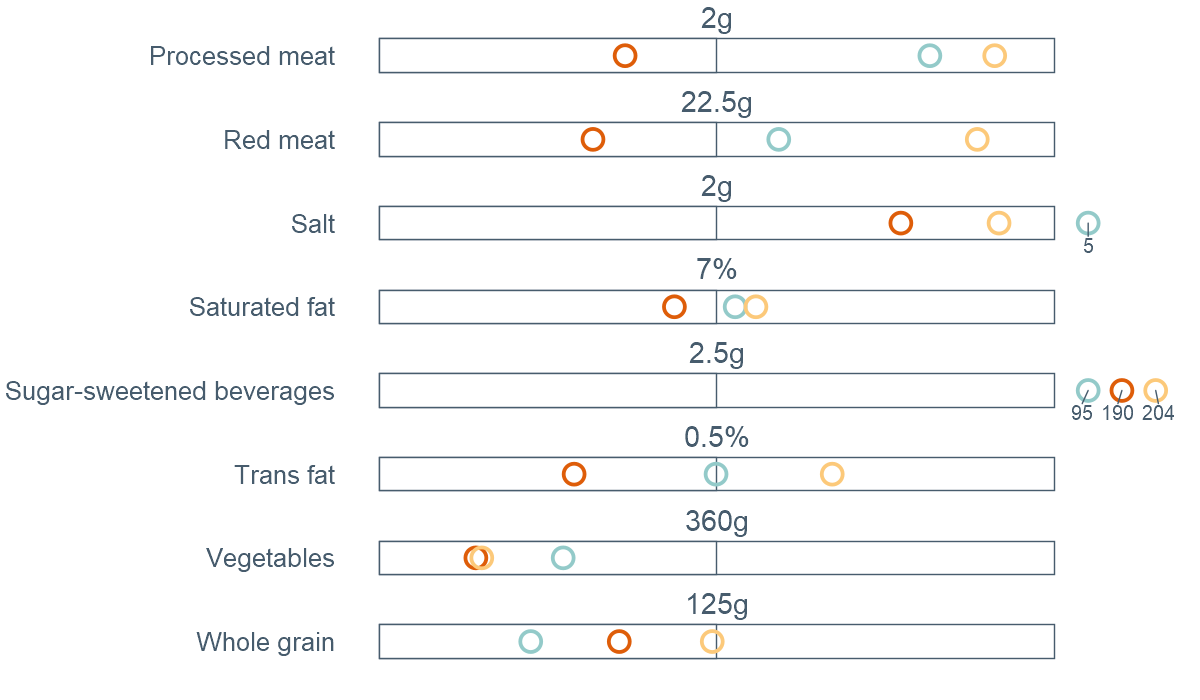 2g
Processed meat
22.5g
Red meat
2g
Salt
5
7%
Saturated fat
2.5g
Sugar-sweetened beverages
95 190 204
0.5%
Trans fat
360g
Vegetables
125g
Whole grain